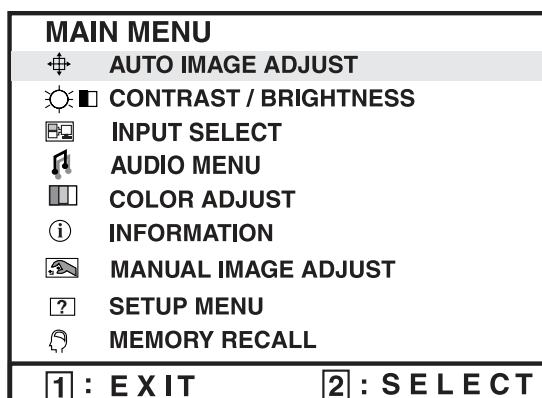 MAIN MENU
AUTO IMAGE ADJUST
CONTRAST / BRIGHTNESS
INPUT SELECT
AUDIO MENU
COLOR ADJUST
INFORMATION
MANUAL IMAGE ADJUST
SETUP MENU
MEMORY RECALL
1 : EXIT 2 : SELECT